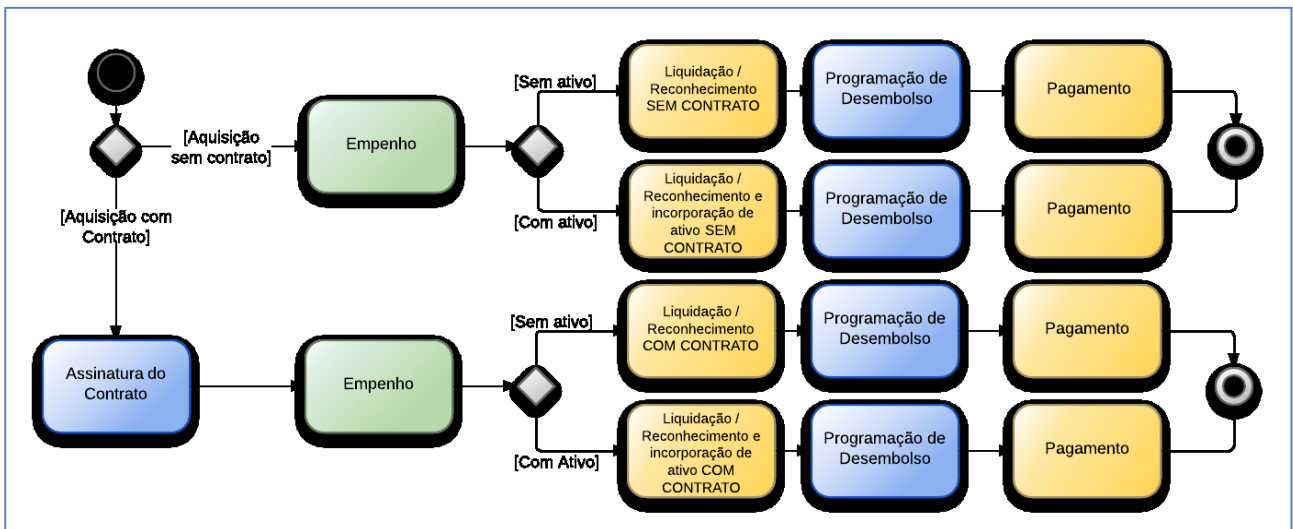 [Aquisição
sem contrato]
Empenho
[Sem ativo]
Liquidação /
Reconhecimento
SEM CONTRATO
Programação de
Desembolso
Pagamento
[Com ativo]
Liquidação /
Reconhecimento e
incorporação de
ativo SEM
CONTRATO
Programação de
Desembolso
Pagamento
[Aquisição com
Contrato]
Assinatura do
Contrato
Empenho
[Sem ativo]
Liquidação /
Reconhecimento
COM CONTRATO
Programação de
Desembolso
Pagamento
[Com Ativo]
Liquidação /
Reconhecimento e
incorporação de
ativo COM
CONTRATO
Programação de
Desembolso
Pagamento